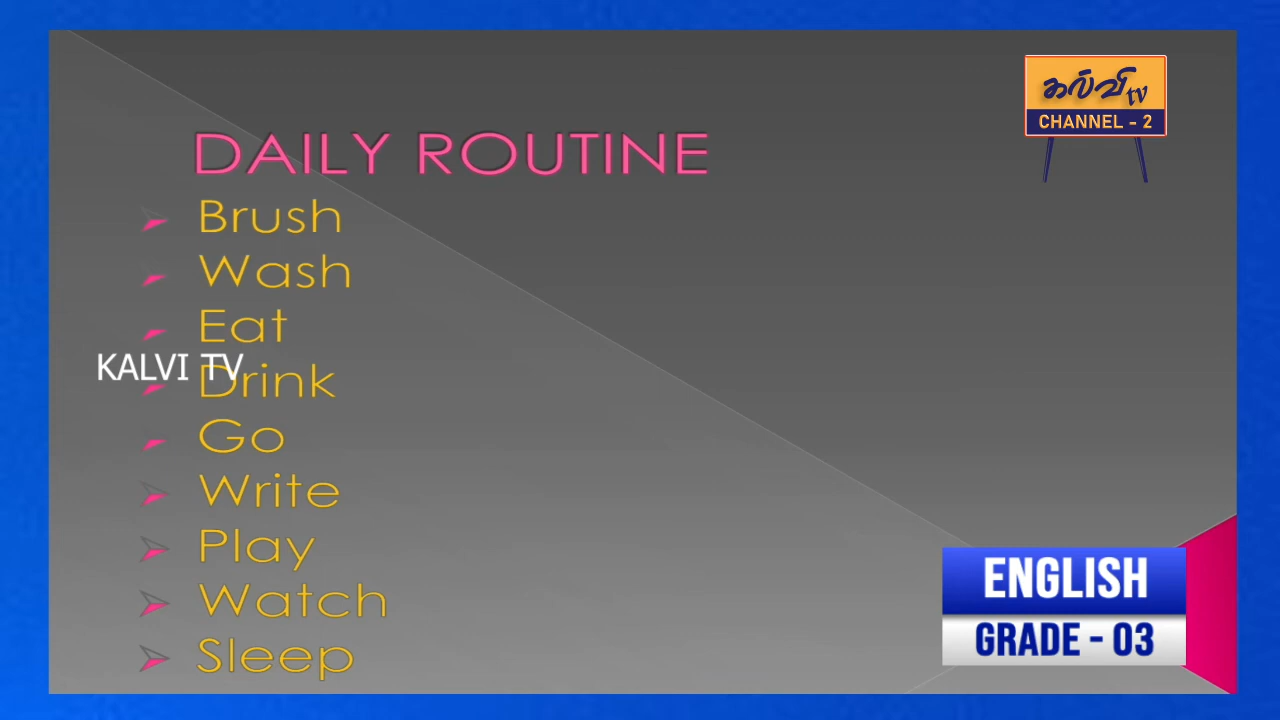 கல்வி tv
CHANNEL - 2
DAILY ROUTINE
Brush
Wash
Eat
KALVI TV
Drink
Go
Write
Play
Watch
Sleep
ENGLISH
GRADE - 03